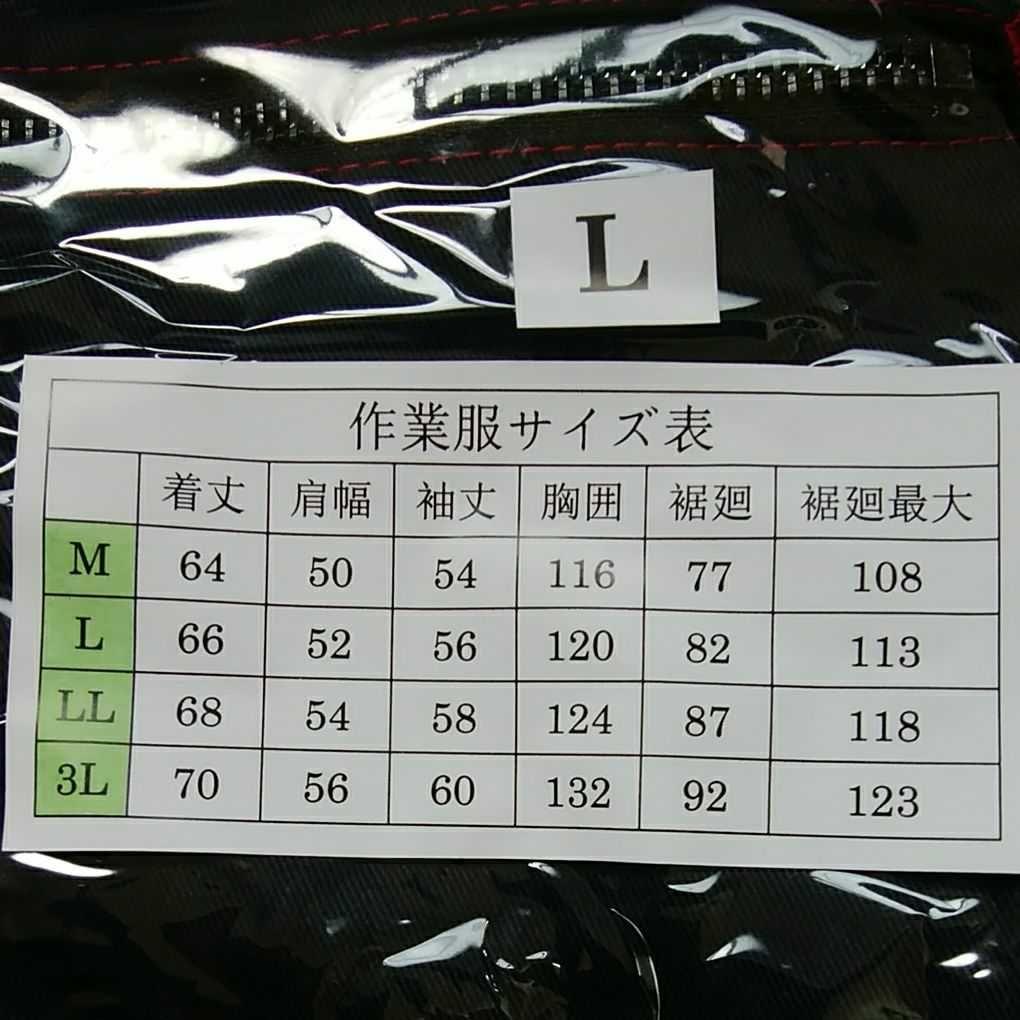 L
作業服サイズ表
着丈 肩幅 袖丈 胸囲 裾廻 裾廻最大
M 64 50 54 116 77 108
L 66 52 56 120 82 113
LL 68 54 58 124 87 118
3L 70 56 60 132 92 123